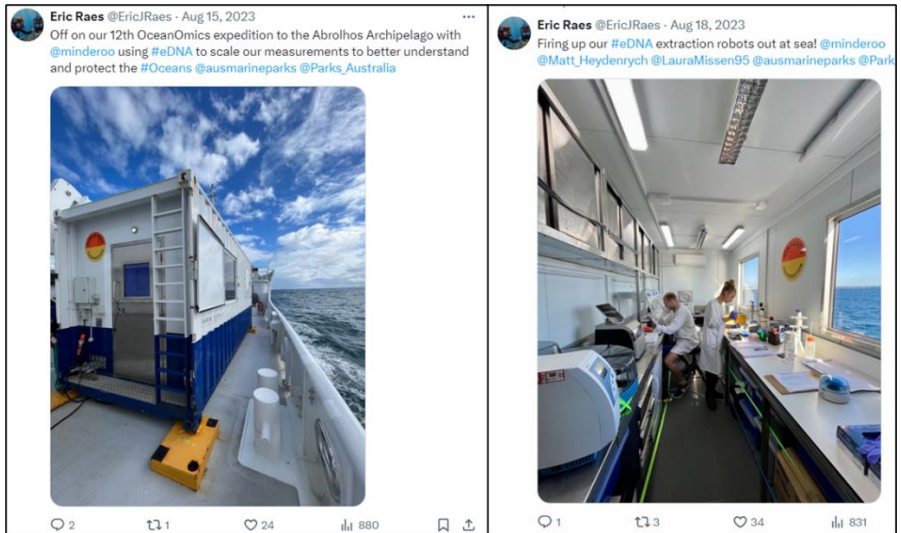 Eric Raes @EricJRaes · Aug 15, 2023
Off on our 12th OceanOmics expedition to the Abrolhos Archipelago with
@minderoo using #eDNA to scale our measurements to better understand
and protect the #Oceans @ausmarineparks @Parks_Australia
2 1 24 880
Eric Raes @EricJRaes · Aug 18, 2023
Firing up our #eDNA extraction robots out at sea! @minderoo
@Matt_Heydenrych @LauraMissen95 @ausmarineparks @Park
1 3 34 831